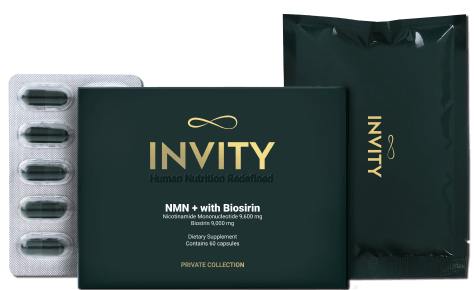 INVITY
Human Nutrition Redefined
NMN + with Biosirin
Nicotinamide Mononucleotide 9,600 mg
Biosirin 9,000 mg
Dietary Supplement
Contains 60 capsules
PRIVATE COLLECTION
INVITY